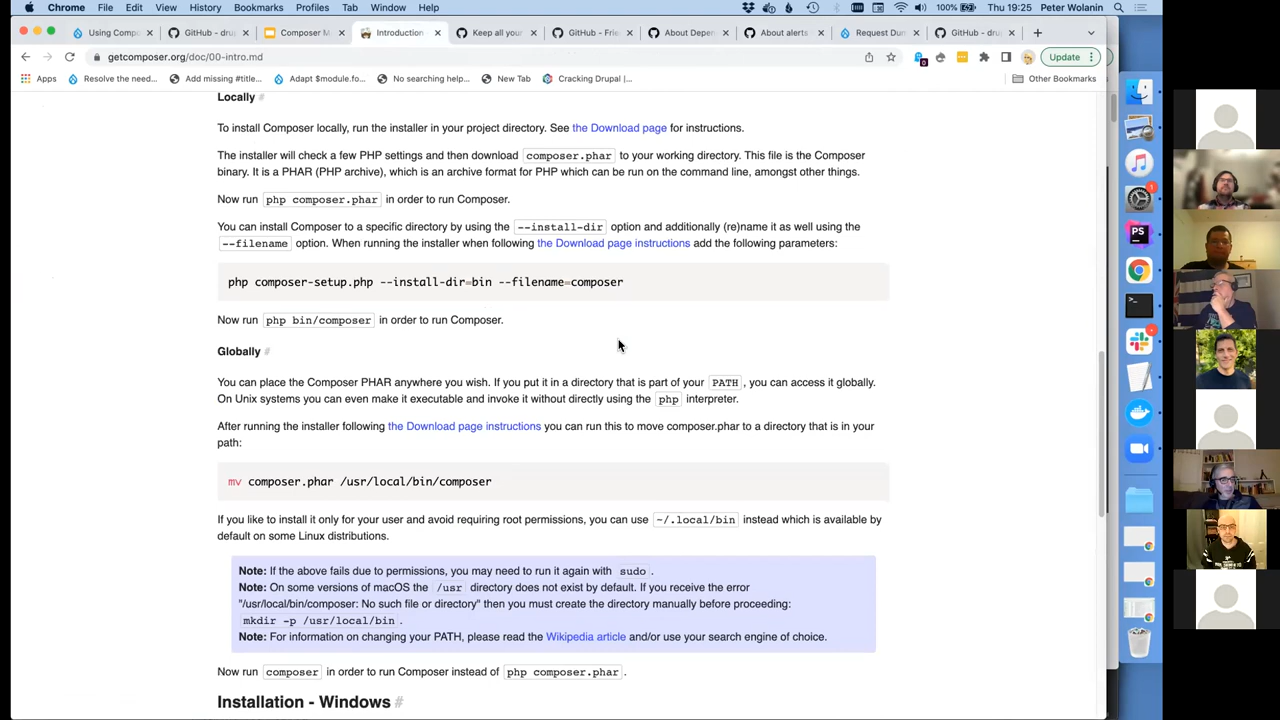 Chrome File Edit View History Bookmarks Profiles Tab Window Help 100% Thu 19:25 Peter Wolanin
Using Comp
GitHub - dru
Composer M
Introduction
Keep all your
GitHub - Frie
About Depen
About alerts
Request Dum
GitHub - dru
getcomposer.org/doc/00-intro.md
Update
Apps Resolve the need... Add missing #title... Adapt $module.fo... No searching help... New Tab Cracking Drupal |... Other Bookmarks
Locally #
To install Composer locally, run the installer in your project directory. See the Download page for instructions.
The installer will check a few PHP settings and then download composer.phar to your working directory. This file is the Composer
binary. It is a PHAR (PHP archive), which is an archive format for PHP which can be run on the command line, amongst other things.
Now run php composer.phar in order to run Composer.
You can install Composer to a specific directory by using the --install-dir option and additionally (re)name it as well using the
--filename option. When running the installer when following the Download page instructions add the following parameters:
php composer-setup.php --install-dir=bin --filename=composer
Now run php bin/composer in order to run Composer.
Globally #
You can place the Composer PHAR anywhere you wish. If you put it in a directory that is part of your PATH, you can access it globally.
On Unix systems you can even make it executable and invoke it without directly using the php interpreter.
After running the installer following the Download page instructions you can run this to move composer.phar to a directory that is in your
path:
mv composer.phar /usr/local/bin/composer
If you like to install it only for your user and avoid requiring root permissions, you can use ~/.local/bin instead which is available by
default on some Linux distributions.
Note: If the above fails due to permissions, you may need to run it again with sudo.
Note: On some versions of macOS the /usr directory does not exist by default. If you receive the error
"/usr/local/bin/composer: No such file or directory" then you must create the directory manually before proceeding:
mkdir -p /usr/local/bin.
Note: For information on changing your PATH, please read the Wikipedia article and/or use your search engine of choice.
Now run composer in order to run Composer instead of php composer.phar.
Installation - Windows #
PS